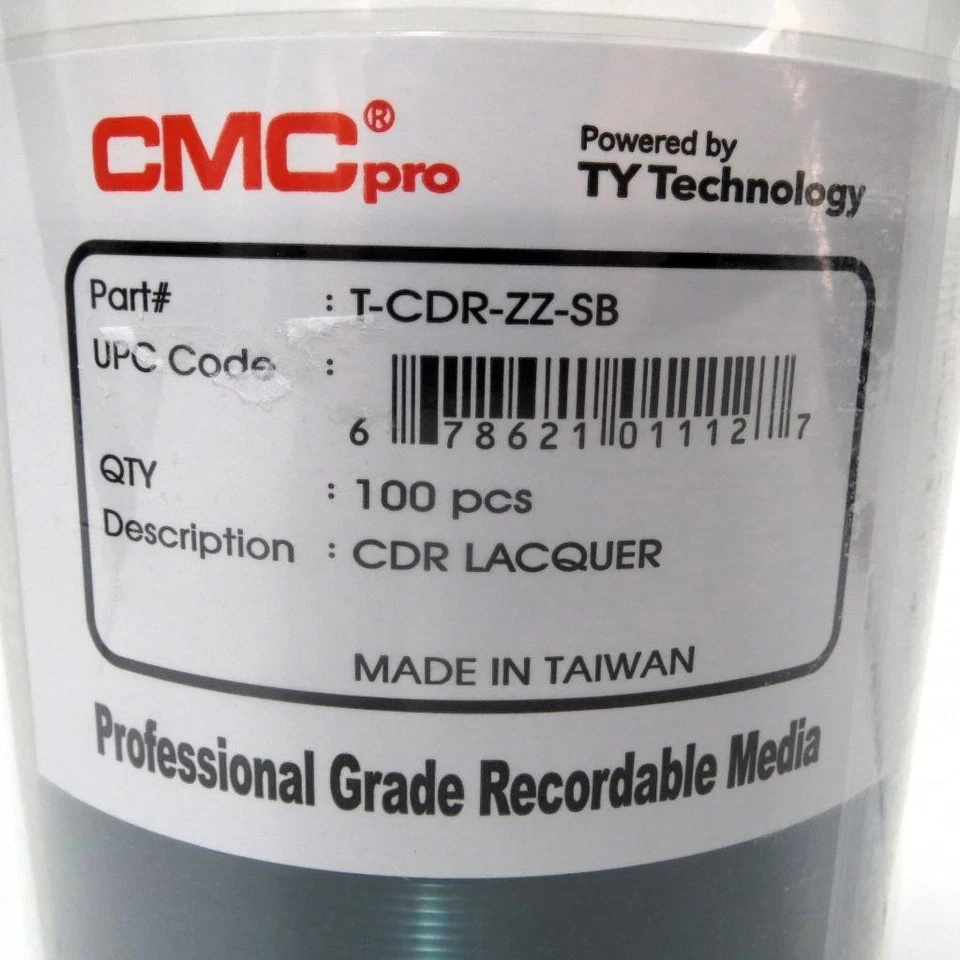 CMC® pro
Powered by
TY Technology
Part# : T-CDR-ZZ-SB
UPC Code :
6 78621 01112 7
QTY : 100 pcs
Description : CDR LACQUER
MADE IN TAIWAN
Professional Grade Recordable Media